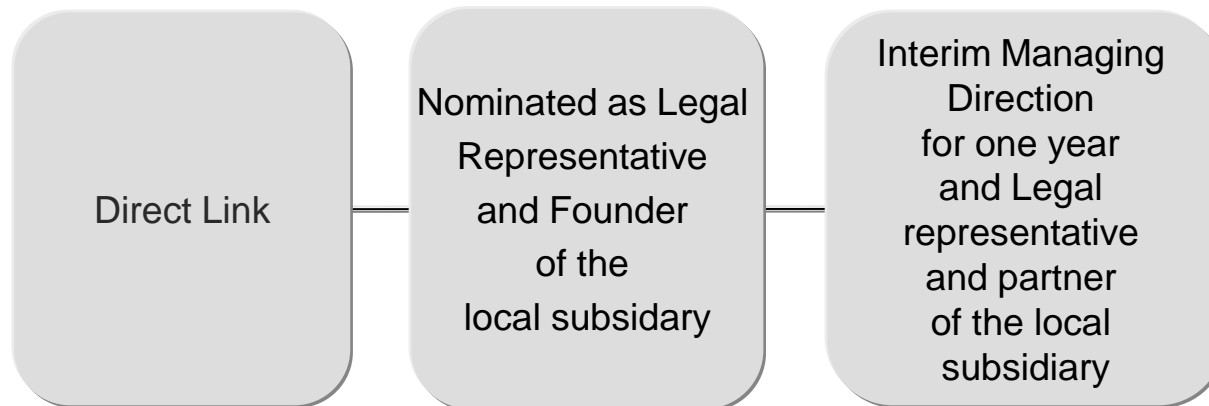 Direct Link
Nominated as Legal
Representative
and Founder
of the
local subsidary
Interim Managing
Direction
for one year
and Legal
representative
and partner
of the local
subsidiary